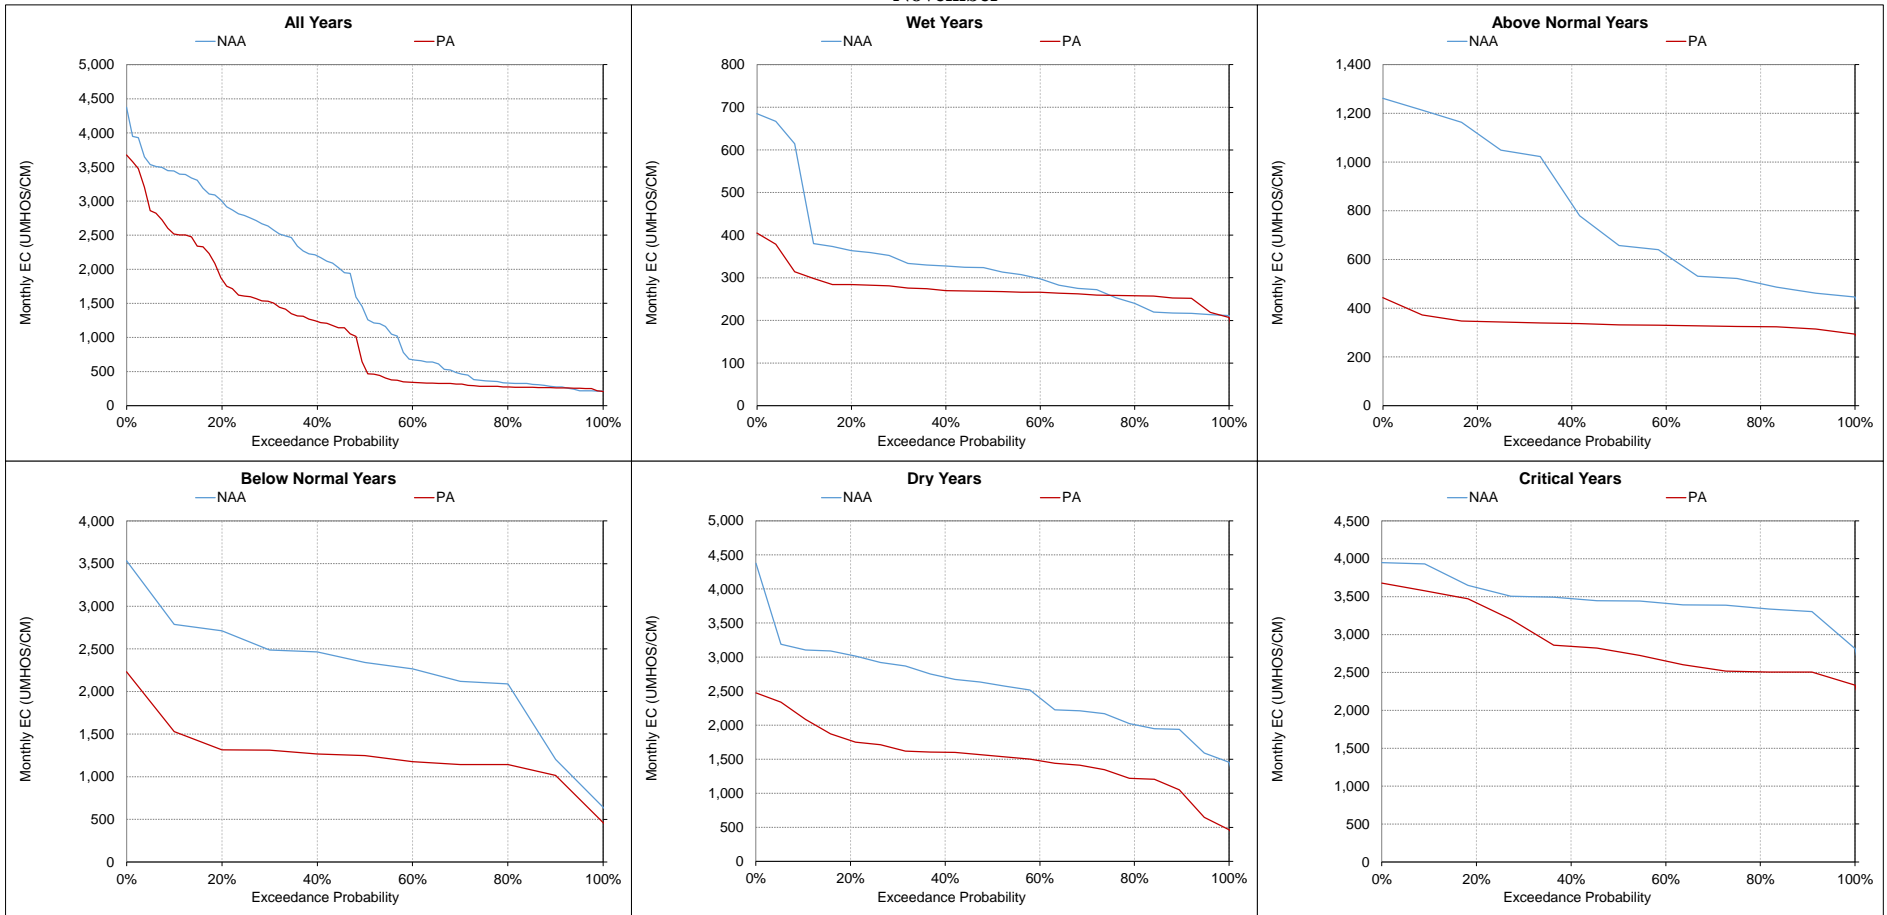 All Years
NAA PA
5,000
4,500
4,000
3,500
3,000
2,500
2,000
1,500
1,000
500
0
Monthly EC (UMHOS/CM)
0% 20% 40% 60% 80% 100%
Exceedance Probability
Wet Years
NAA PA
800
700
600
500
400
300
200
100
0
Monthly EC (UMHOS/CM)
0% 20% 40% 60% 80% 100%
Exceedance Probability
Above Normal Years
NAA PA
1,400
1,200
1,000
800
600
400
200
0
Monthly EC (UMHOS/CM)
0% 20% 40% 60% 80% 100%
Exceedance Probability
Below Normal Years
NAA PA
4,000
3,500
3,000
2,500
2,000
1,500
1,000
500
0
Monthly EC (UMHOS/CM)
0% 20% 40% 60% 80% 100%
Exceedance Probability
Dry Years
NAA PA
5,000
4,500
4,000
3,500
3,000
2,500
2,000
1,500
1,000
500
0
Monthly EC (UMHOS/CM)
0% 20% 40% 60% 80% 100%
Exceedance Probability
Critical Years
NAA PA
4,500
4,000
3,500
3,000
2,500
2,000
1,500
1,000
500
0
Monthly EC (UMHOS/CM)
0% 20% 40% 60% 80% 100%
Exceedance Probability